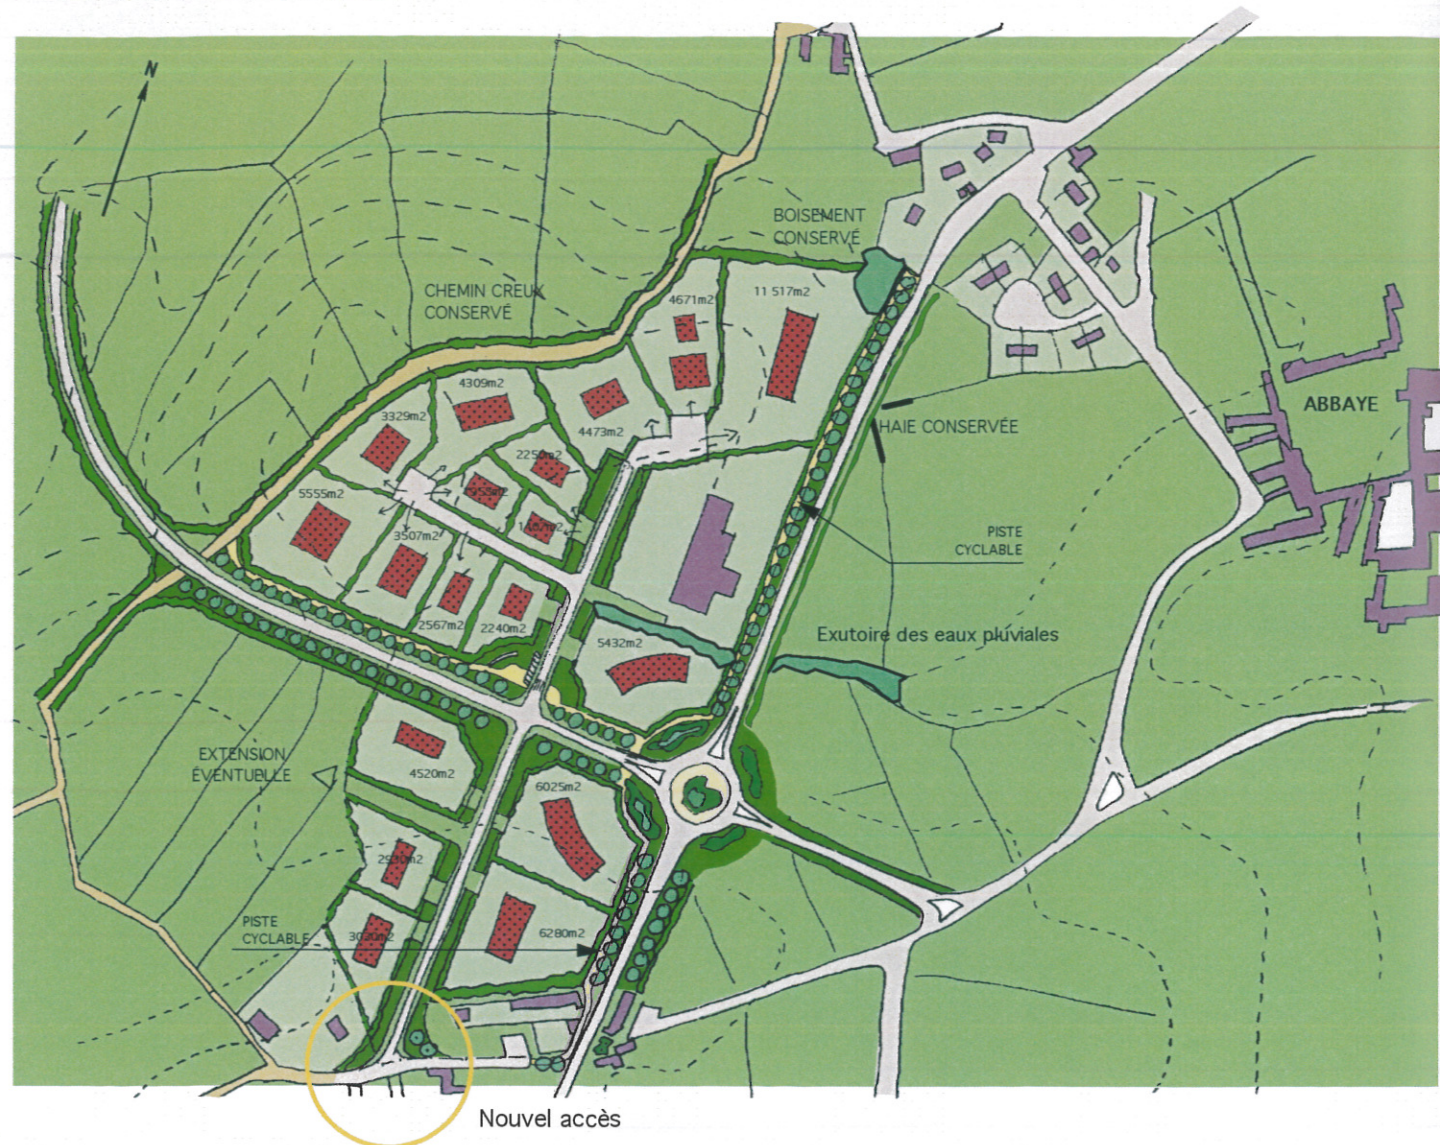 N
BOISEMENT
CONSERVÉ
CHEMIN CREUX
CONSERVÉ
4671m2
11 517m2
4309m2
3329m2
4473m2
ABBAYE
HAIE CONSERVÉE
5555m2
3507m2
PISTE
CYCLABLE
2567m2
2240m2
5432m2
Exutoire des eaux pluviales
EXTENSION
ÉVENTUELLE
4520m2
6025m2
PISTE
CYCLABLE
6280m2
Nouvel accès